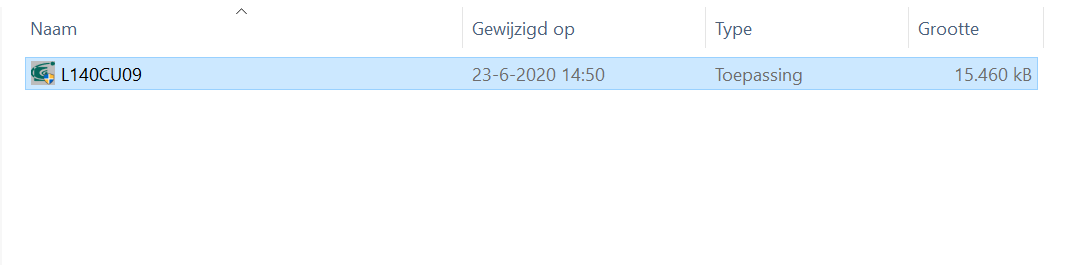 Naam Gewijzigd op Type Grootte
L140CU09 23-6-2020 14:50 Toepassing 15.460 kB